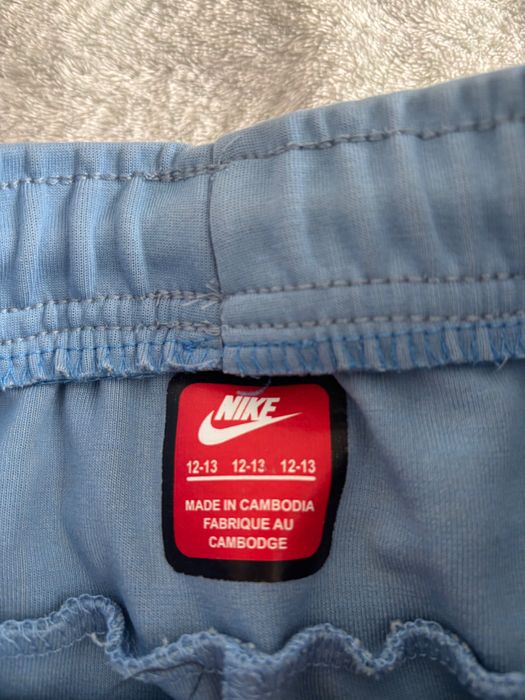 NIKE
12-13 12-13 12-13
MADE IN CAMBODIA
FABRIQUE AU
CAMBODGE